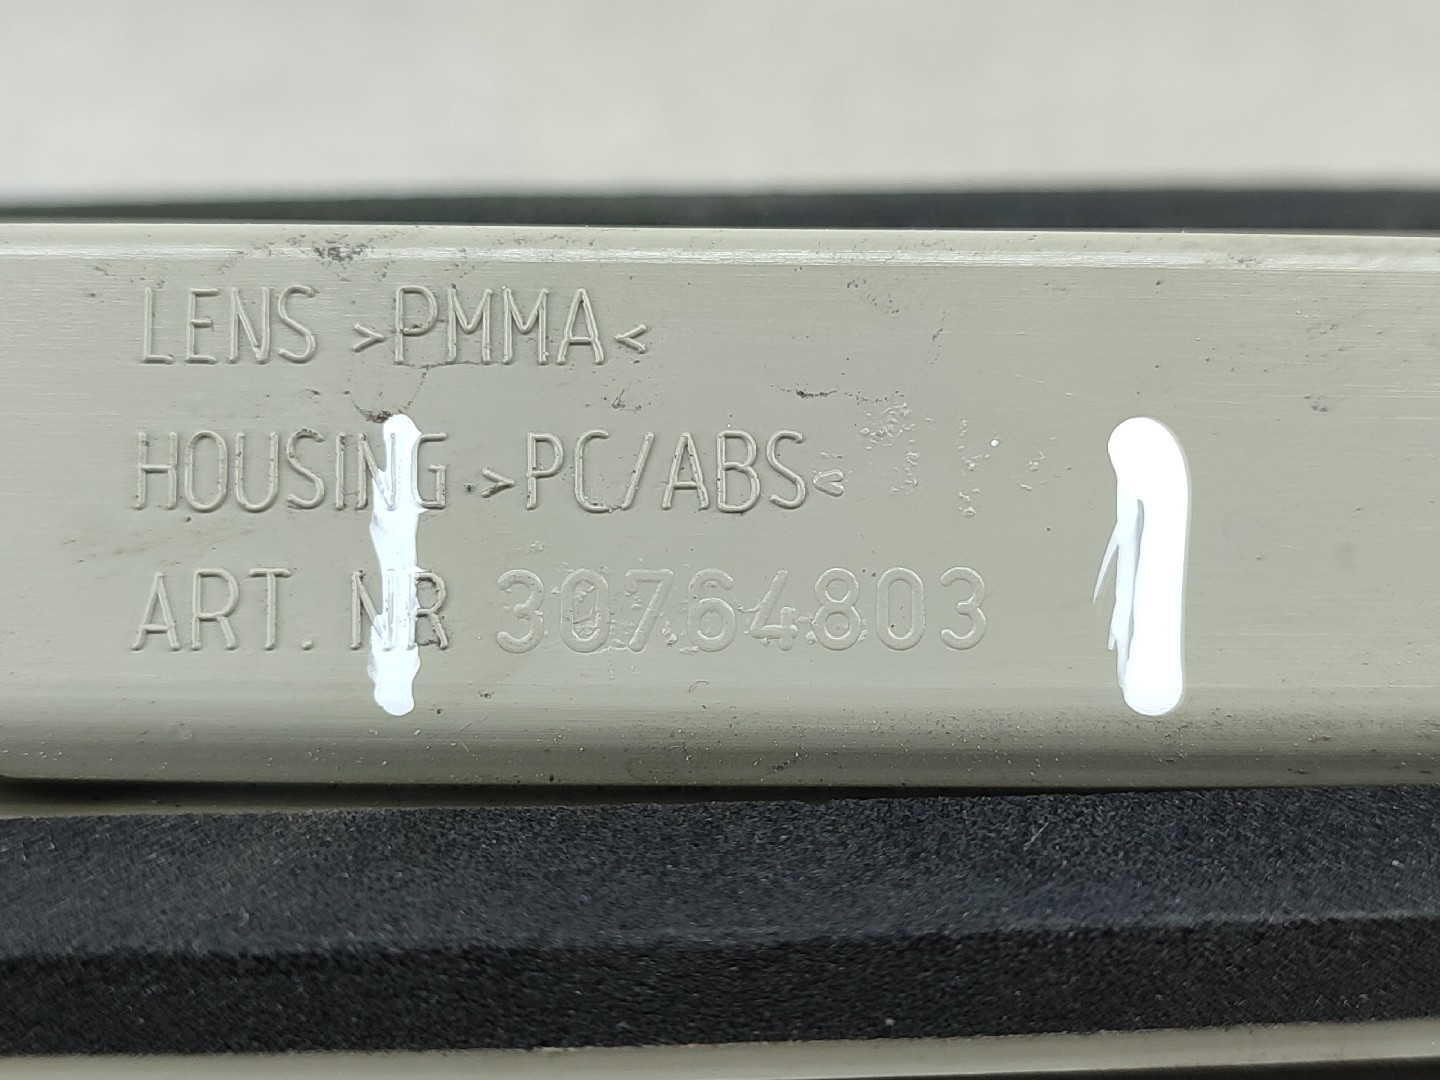 LENS >PMMA<
HOUSING >PC/ABS<
ART. NR 30764803